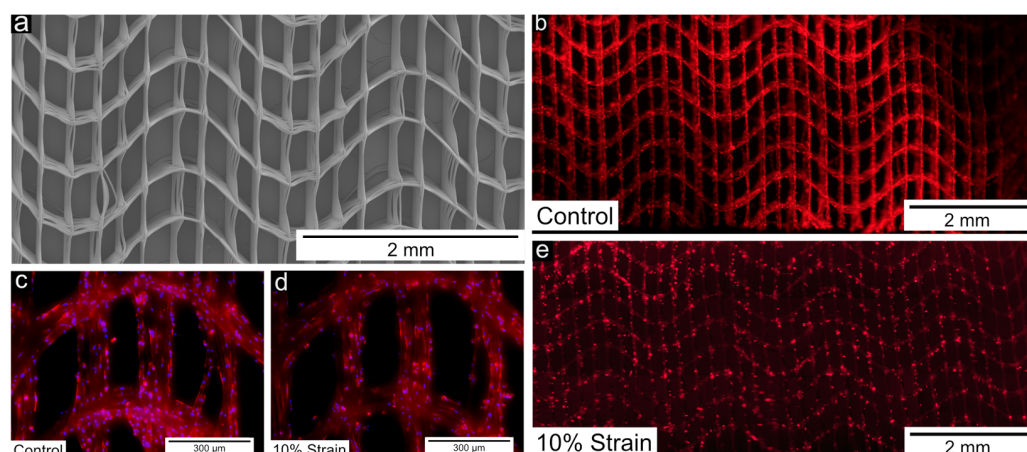 a
2 mm
b
Control
2 mm
c
Control
300 µm
d
10% Strain
300 µm
e
10% Strain
2 mm